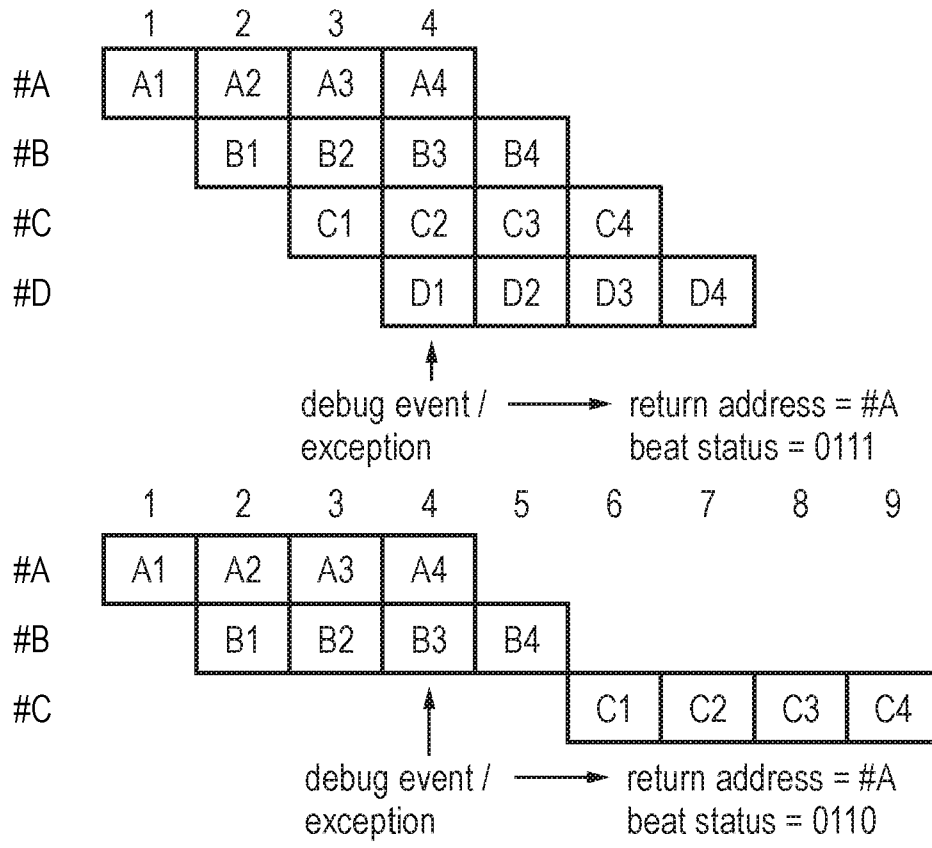 1 2 3 4
#A A1 A2 A3 A4
#B B1 B2 B3 B4
#C C1 C2 C3 C4
#D D1 D2 D3 D4
debug event / return address = #A
exception beat status = 0111
1 2 3 4 5 6 7 8 9
#A A1 A2 A3 A4
#B B1 B2 B3 B4
#C C1 C2 C3 C4
debug event / return address = #A
exception beat status = 0110